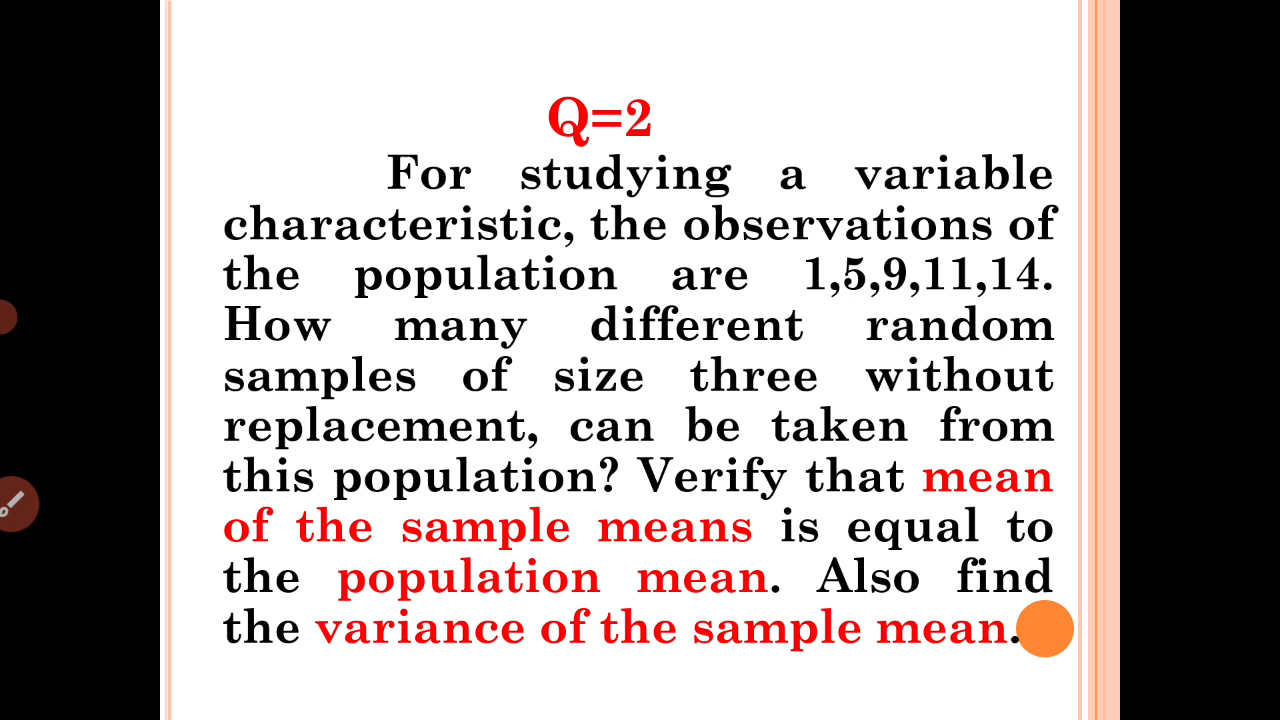 Q=2
For studying a variable
characteristic, the observations of
the population are 1,5,9,11,14.
How many different random
samples of size three without
replacement, can be taken from
this population? Verify that mean
of the sample means is equal to
the population mean. Also find
the variance of the sample mean.